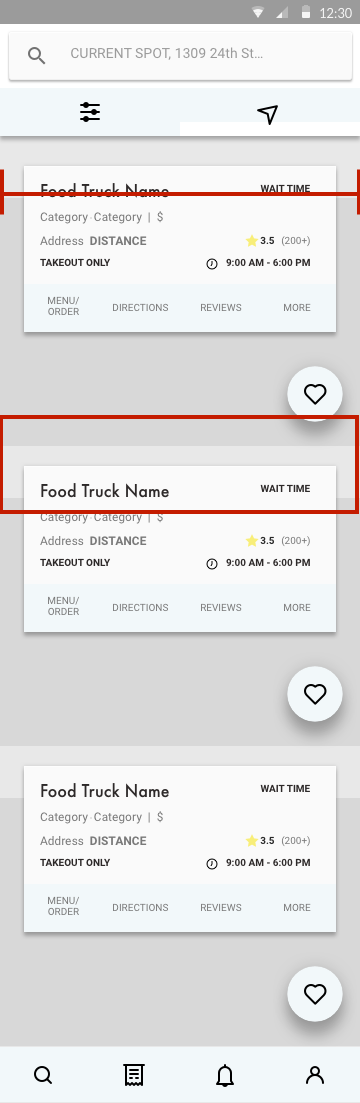 12:30
CURRENT SPOT, 1309 24th St...
Food Truck Name WAIT TIME
Category · Category | $
Address DISTANCE 3.5 (200+)
TAKEOUT ONLY 9:00 AM - 6:00 PM
MENU/
ORDER DIRECTIONS REVIEWS MORE
Food Truck Name WAIT TIME
Category · Category | $
Address DISTANCE 3.5 (200+)
TAKEOUT ONLY 9:00 AM - 6:00 PM
MENU/
ORDER DIRECTIONS REVIEWS MORE
Food Truck Name WAIT TIME
Category · Category | $
Address DISTANCE 3.5 (200+)
TAKEOUT ONLY 9:00 AM - 6:00 PM
MENU/
ORDER DIRECTIONS REVIEWS MORE